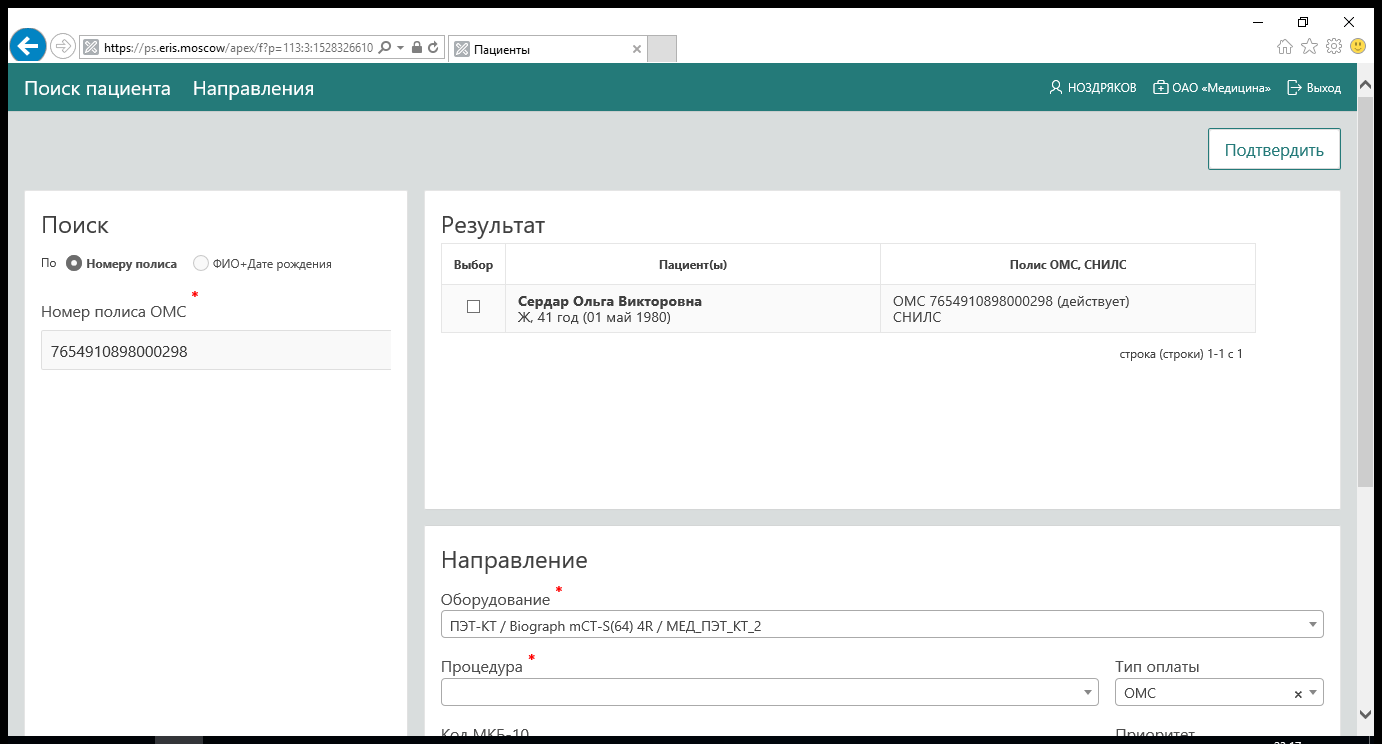 https://ps.eris.moscow/apex/f?p=113:3:1528326610
Пациенты
Поиск пациента Направления НОЗДРЯКОВ ОАО «Медицина» Выход
Подтвердить
Поиск
По Номеру полиса ФИО+Дате рождения
Номер полиса ОМС *
7654910898000298
Результат
Выбор Пациент(ы) Полис ОМС, СНИЛС
Сердар Ольга Викторовна ОМС 7654910898000298 (действует)
Ж, 41 год (01 май 1980) СНИЛС
строка (строки) 1-1 с 1
Направление
Оборудование *
ПЭТ-КТ / Biograph mCT-S(64) 4R / МЕД_ПЭТ_КТ_2
Процедура * Тип оплаты
ОМС
Код МКБ-10 Приоритет